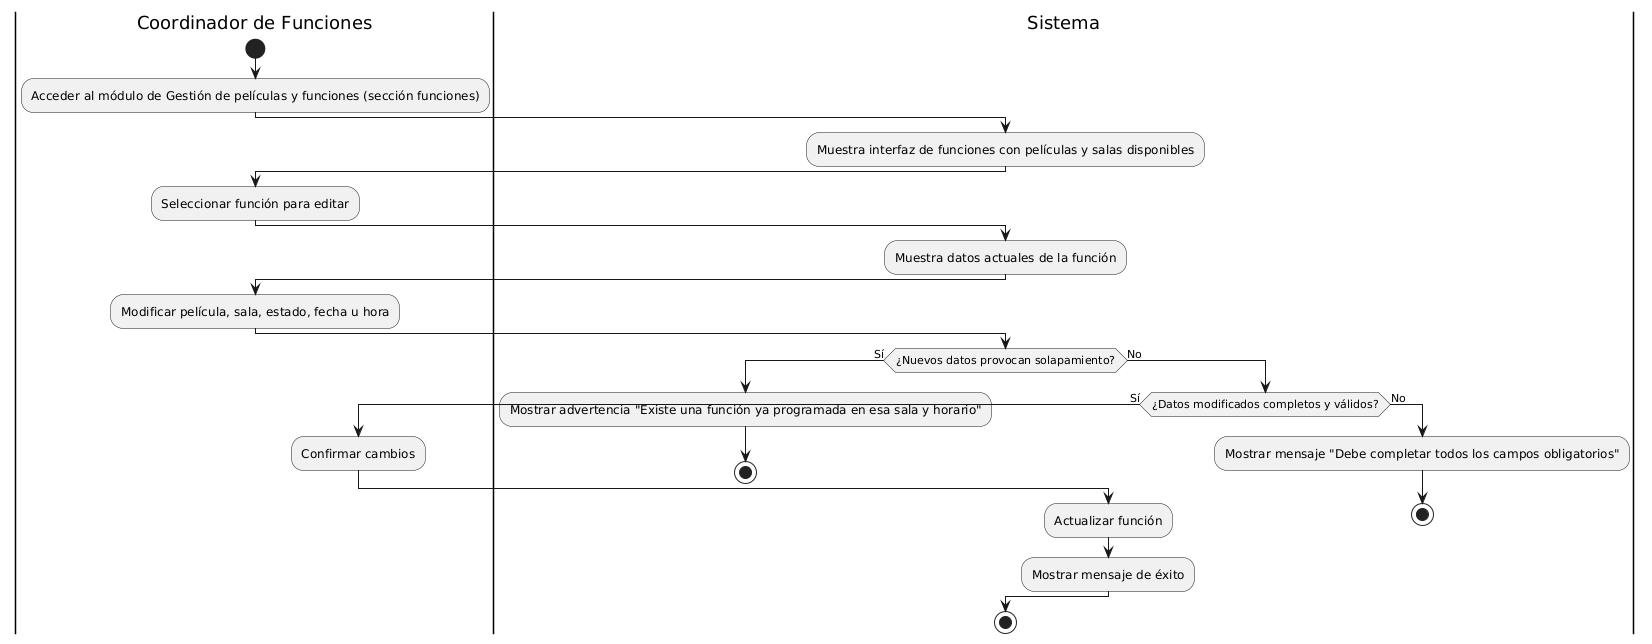 Coordinador de Funciones
Sistema
Acceder al módulo de Gestión de películas y funciones (sección funciones)
Muestra interfaz de funciones con películas y salas disponibles
Seleccionar función para editar
Muestra datos actuales de la función
Modificar película, sala, estado, fecha u hora
Sí
¿Nuevos datos provocan solapamiento?
No
Mostrar advertencia "Existe una función ya programada en esa sala y horario"
Sí
¿Datos modificados completos y válidos?
No
Confirmar cambios
Mostrar mensaje "Debe completar todos los campos obligatorios"
Actualizar función
Mostrar mensaje de éxito